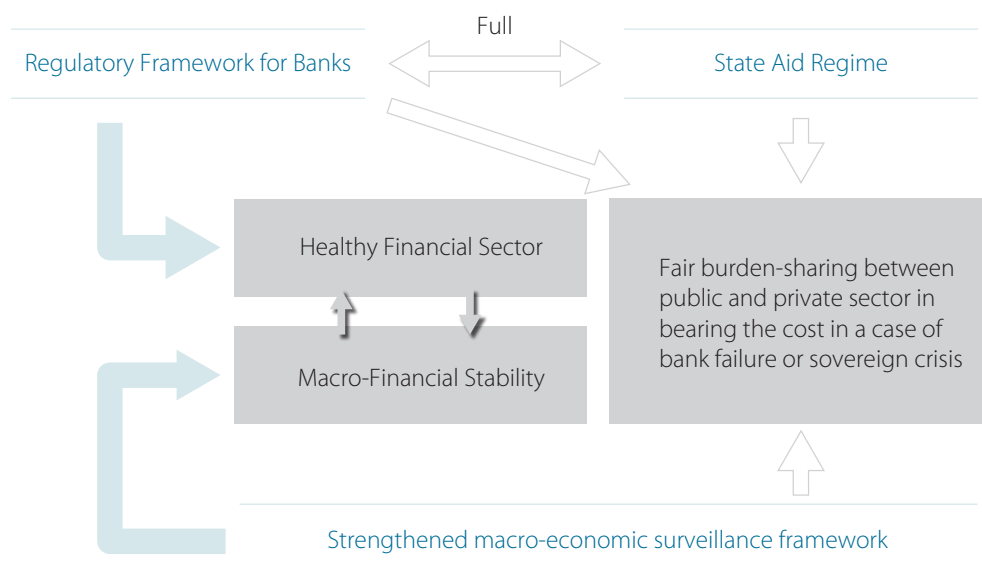 Full
Regulatory Framework for Banks
State Aid Regime
Healthy Financial Sector
Macro-Financial Stability
Fair burden-sharing between
public and private sector in
bearing the cost in a case of
bank failure or sovereign crisis
Strengthened macro-economic surveillance framework